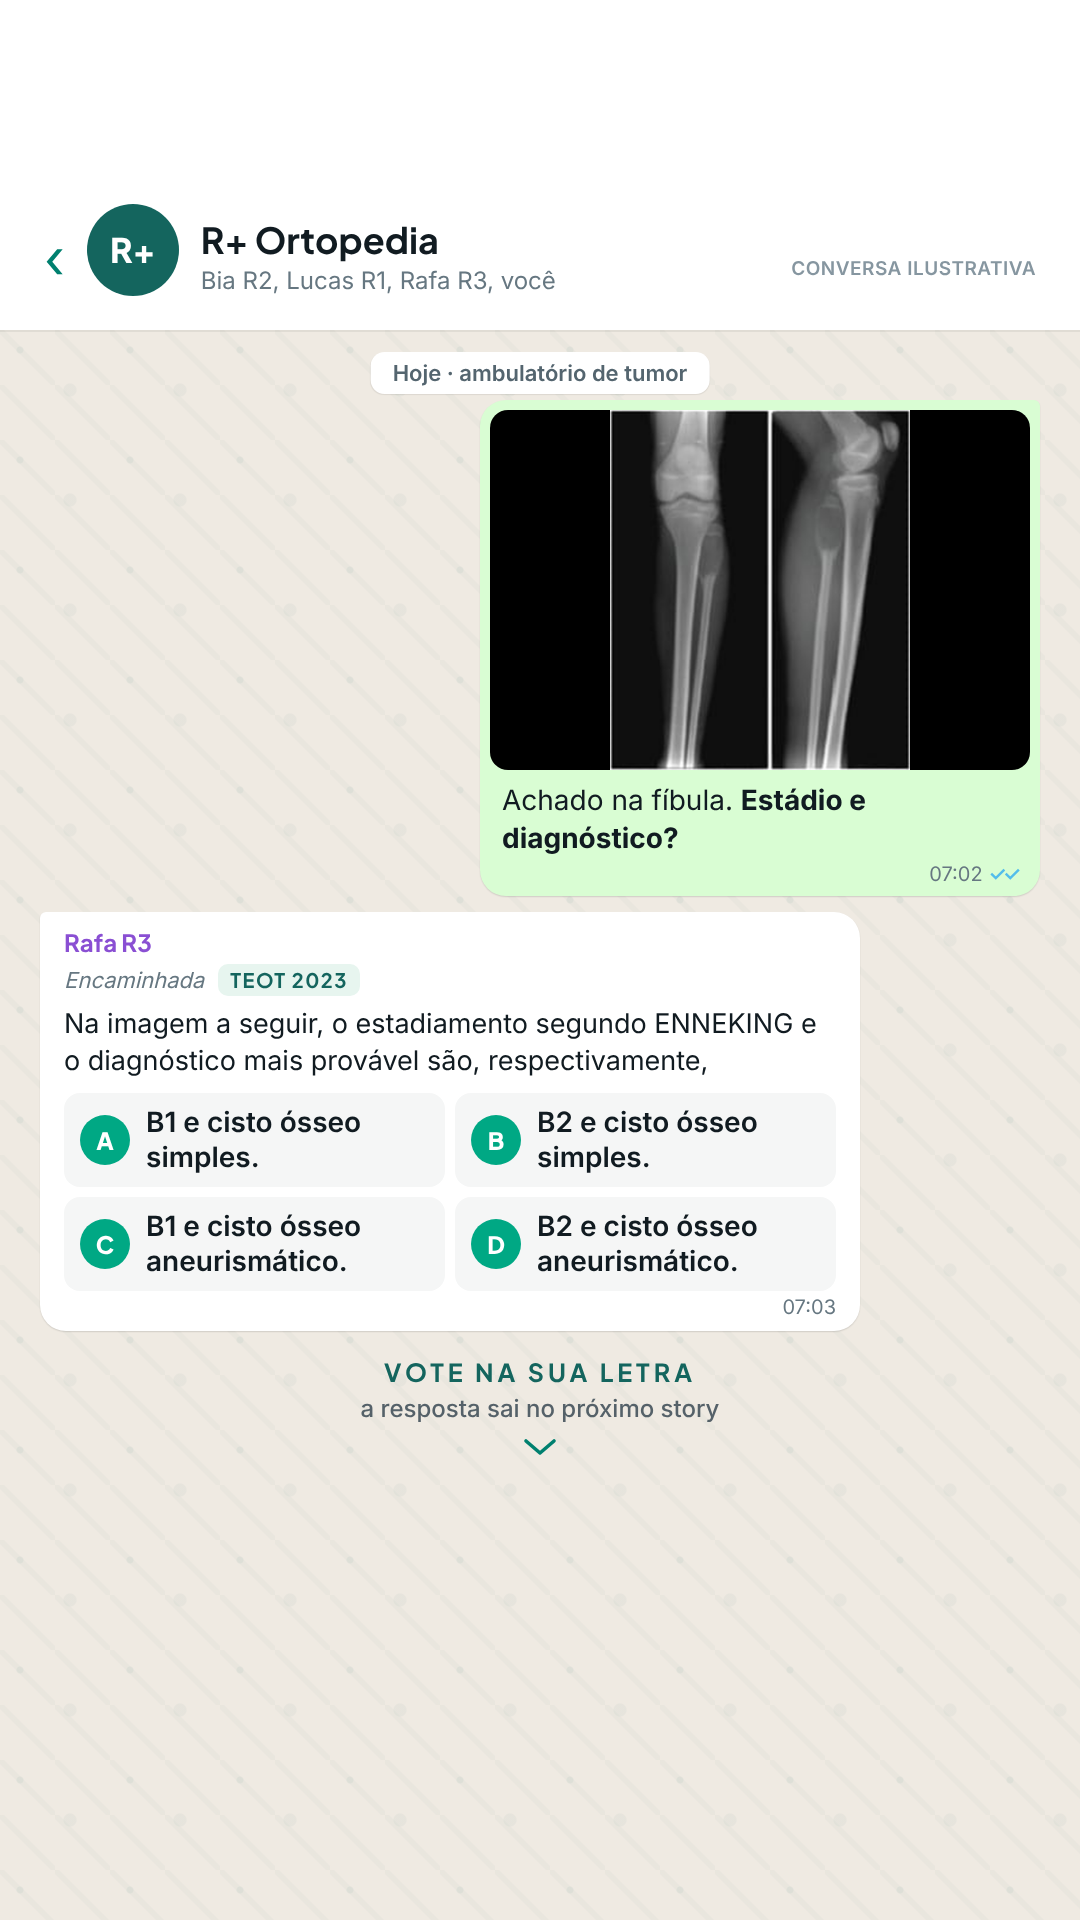 R+
R+ Ortopedia
Bia R2, Lucas R1, Rafa R3, você
CONVERSA ILUSTRATIVA
Hoje · ambulatório de tumor
Achado na fíbula. Estádio e
diagnóstico?
07:02
Rafa R3
Encaminhada TEOT 2023
Na imagem a seguir, o estadiamento segundo ENNEKING e
o diagnóstico mais provável são, respectivamente,
A B1 e cisto ósseo
simples.
B B2 e cisto ósseo
simples.
C B1 e cisto ósseo
aneurismático.
D B2 e cisto ósseo
aneurismático.
07:03
VOTE NA SUA LETRA
a resposta sai no próximo story